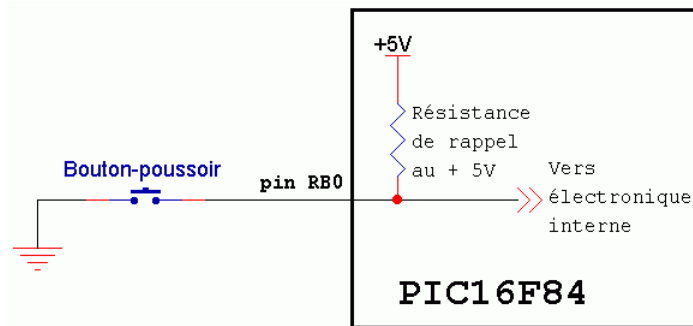 +5V
Résistance
de rappel
au + 5V
Bouton-poussoir
pin RB0
Vers
électronique
interne
PIC16F84